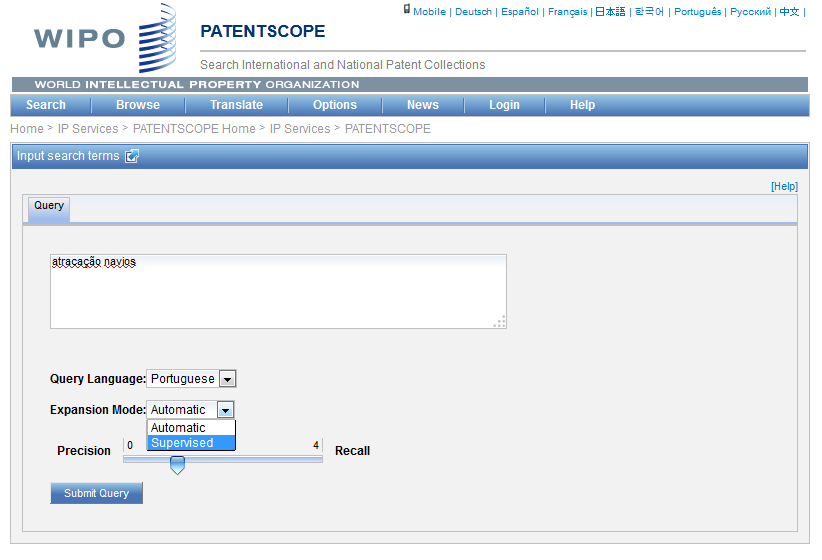 Mobile | Deutsch | Español | Français | 日本語 | 한국어 | Português | Русский | 中文 |
WIPO
PATENTSCOPE
Search International and National Patent Collections
WORLD INTELLECTUAL PROPERTY ORGANIZATION
Search Browse Translate Options News Login Help
Home > IP Services > PATENTSCOPE Home > IP Services > PATENTSCOPE
Input search terms
[Help]
Query
atracação navios
Query Language: Portuguese
Expansion Mode: Automatic
Automatic
Supervised
Precision 0 4 Recall
Submit Query